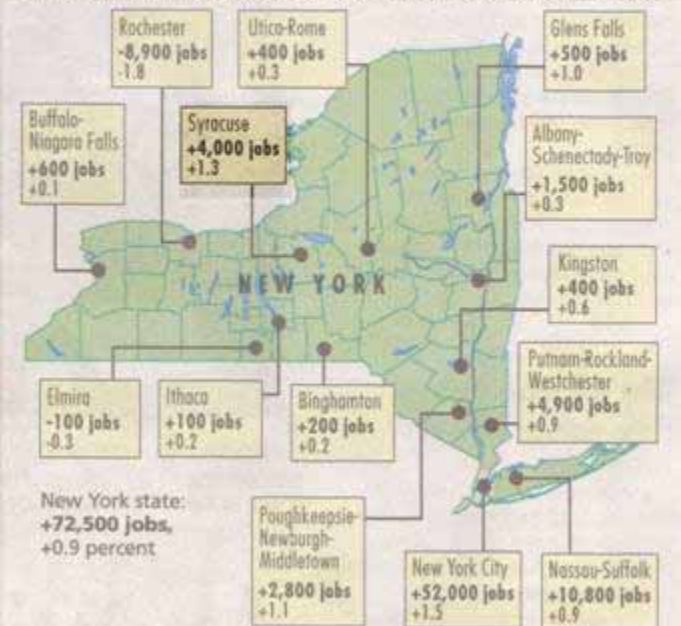 Rochester
-8,900 jobs
-1.8
Utica-Rome
+400 jobs
+0.3
Glens Falls
+500 jobs
+1.0
Buffalo-
Niagara Falls
+600 jobs
+0.1
Syracuse
+4,000 jobs
+1.3
Albany-
Schenectady-Troy
+1,500 jobs
+0.3
NEW YORK
Kingston
+400 jobs
+0.6
Elmira
-100 jobs
-0.3
Ithaca
+100 jobs
+0.2
Binghamton
+200 jobs
+0.2
Putnam-Rockland-
Westchester
+4,900 jobs
+0.9
New York state:
+72,500 jobs,
+0.9 percent
Poughkeepsie-
Newburgh-
Middletown
+2,800 jobs
+1.1
New York City
+52,000 jobs
+1.5
Nassau-Suffolk
+10,800 jobs
+0.9